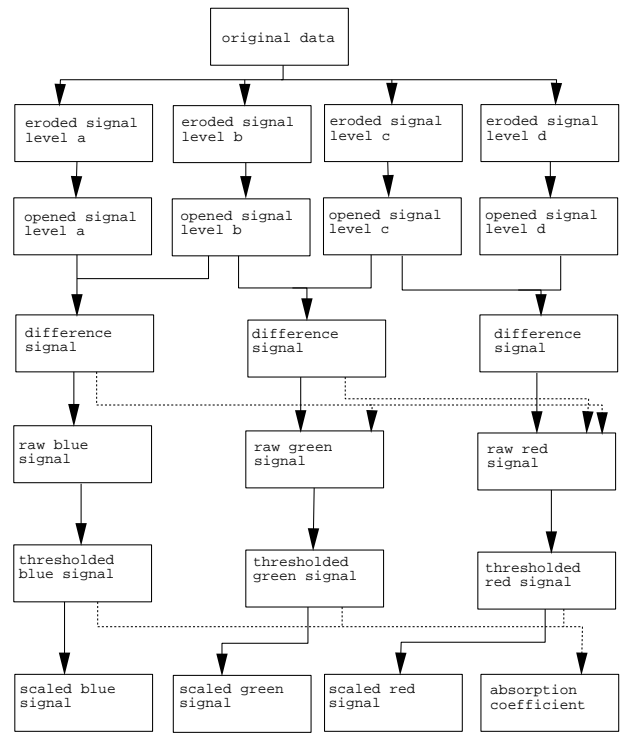 original data
eroded signal
level a
eroded signal
level b
eroded signal
level c
eroded signal
level d
opened signal
level a
opened signal
level b
opened signal
level c
opened signal
level d
difference
signal
difference
signal
difference
signal
raw blue
signal
raw green
signal
raw red
signal
thresholded
blue signal
thresholded
green signal
thresholded
red signal
scaled blue
signal
scaled green
signal
scaled red
signal
absorption
coefficient